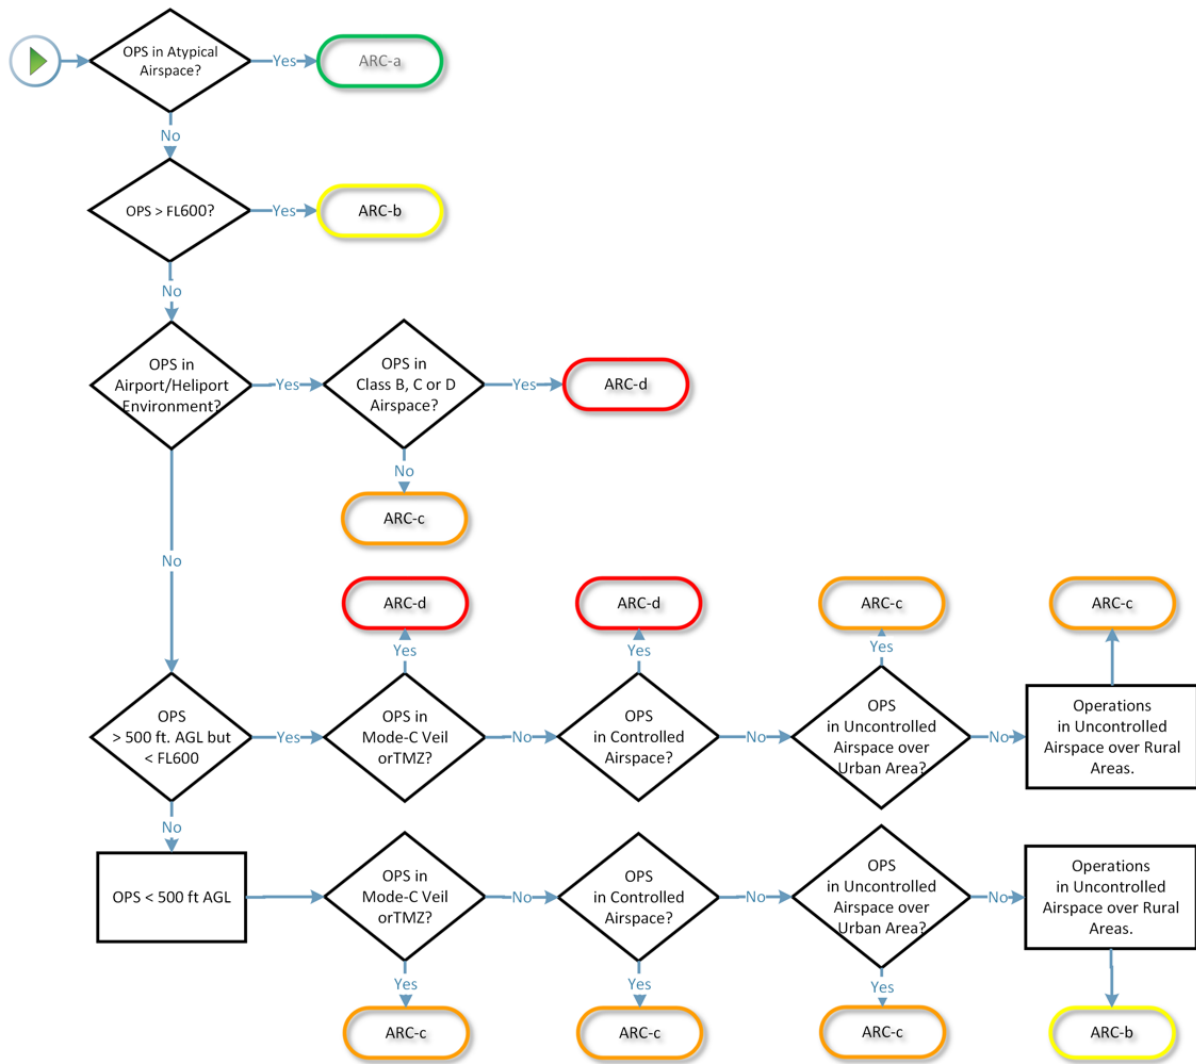 OPS in Atypical
Airspace?
Yes
ARC-a
No
OPS > FL600?
Yes
ARC-b
No
OPS in
Airport/Heliport
Environment?
Yes
OPS in
Class B, C or D
Airspace?
Yes
ARC-d
No
ARC-c
No
ARC-d
ARC-d
ARC-c
ARC-c
Yes
Yes
Yes
OPS
> 500 ft. AGL but
< FL600
Yes
OPS in
Mode-C Veil
orTMZ?
No
OPS
in Controlled
Airspace?
No
OPS
in Uncontrolled
Airspace over
Urban Area?
No
Operations
in Uncontrolled
Airspace over Rural
Areas.
No
OPS < 500 ft AGL
OPS in
Mode-C Veil
orTMZ?
No
OPS
in Controlled
Airspace?
No
OPS
in Uncontrolled
Airspace over
Urban Area?
No
Operations
in Uncontrolled
Airspace over Rural
Areas.
Yes
Yes
Yes
ARC-c
ARC-c
ARC-c
ARC-b